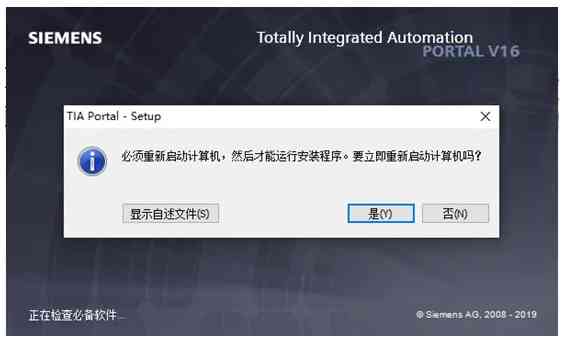 SIEMENS
Totally Integrated Automation
PORTAL V16
TIA Portal - Setup
必须重新启动计算机，然后才能运行安装程序。要立即重新启动计算机吗?
显示自述文件(S)
是(Y)
否(N)
正在检查必备软件...
© Siemens AG, 2008 - 2019